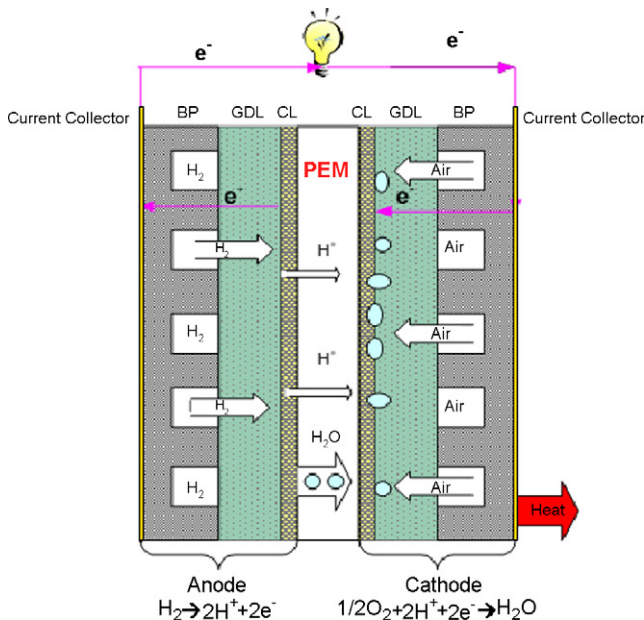 e⁻ e⁻
Current Collector BP GDL CL CL GDL BP Current Collector
H₂ PEM Air
e⁻ e⁻
H₂ H⁺ Air
H₂ H⁺ Air
H₂ Air
H₂O
H₂ Air
Heat
Anode Cathode
H₂→2H⁺+2e⁻ 1/2O₂+2H⁺+2e⁻→H₂O